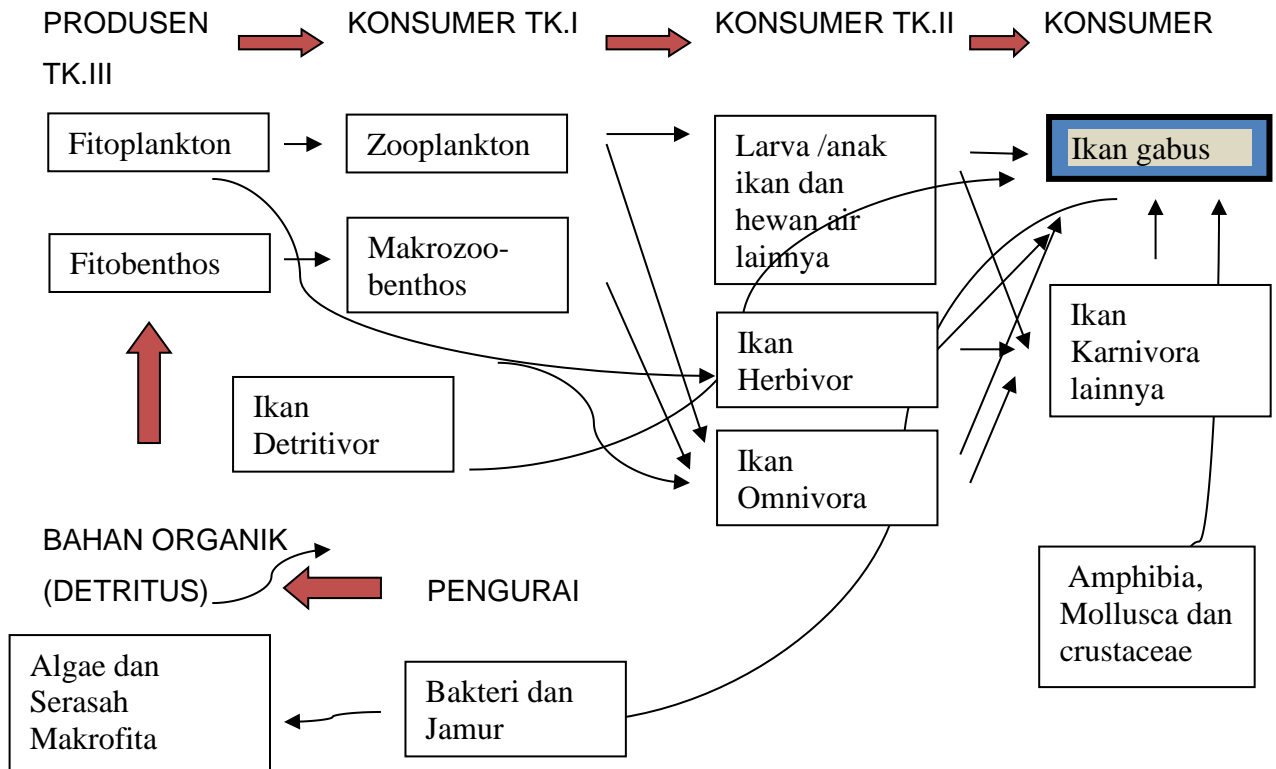 PRODUSEN
KONSUMER TK.I
KONSUMER TK.II
KONSUMER
TK.III
Fitoplankton
Zooplankton
Larva /anak
ikan dan
hewan air
lainnya
Ikan gabus
Fitobenthos
Makrozoo-
benthos
Ikan
Herbivor
Ikan
Karnivora
lainnya
Ikan
Detritivor
Ikan
Omnivora
BAHAN ORGANIK
(DETRITUS)
PENGURAI
Amphibia,
Mollusca dan
crustaceae
Algae dan
Serasah
Makrofita
Bakteri dan
Jamur